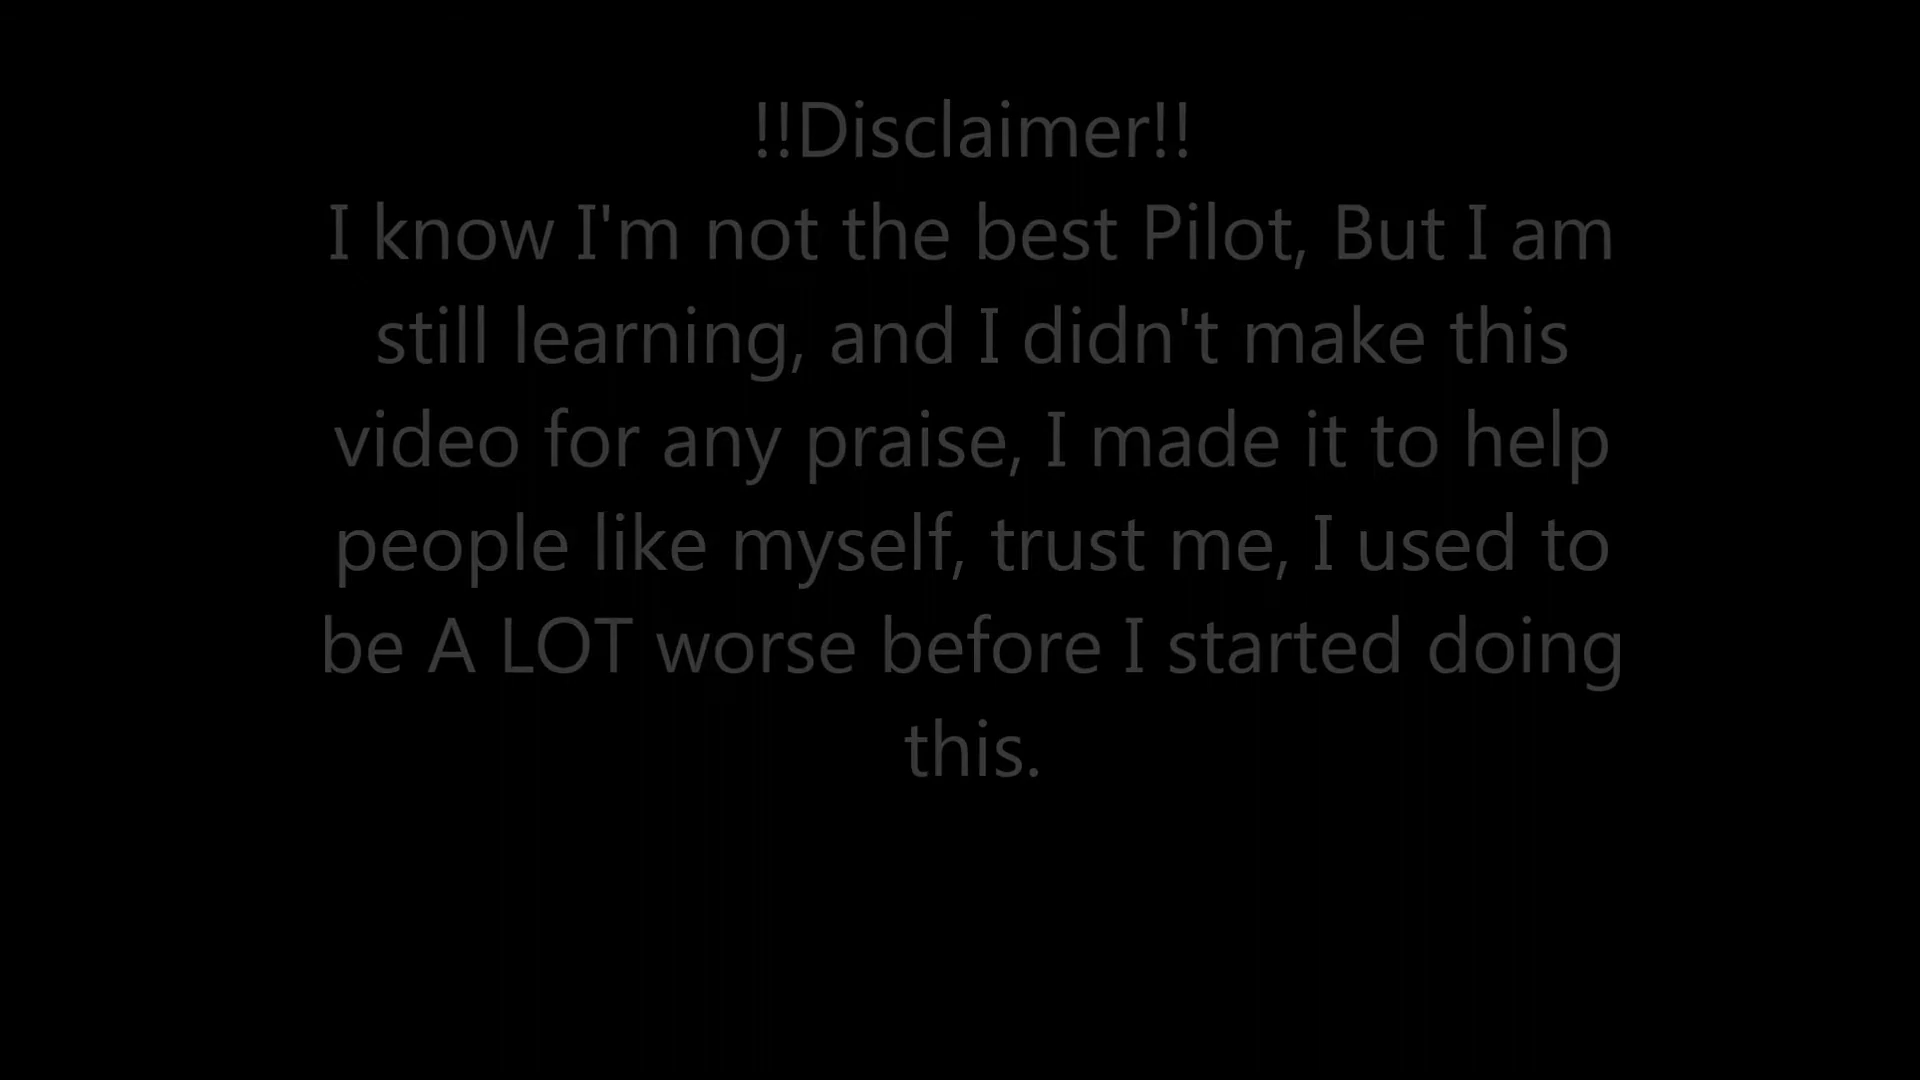 !!Disclaimer!!
I know I'm not the best Pilot, But I am
still learning, and I didn't make this
video for any praise, I made it to help
people like myself, trust me, I used to
be A LOT worse before I started doing
this.